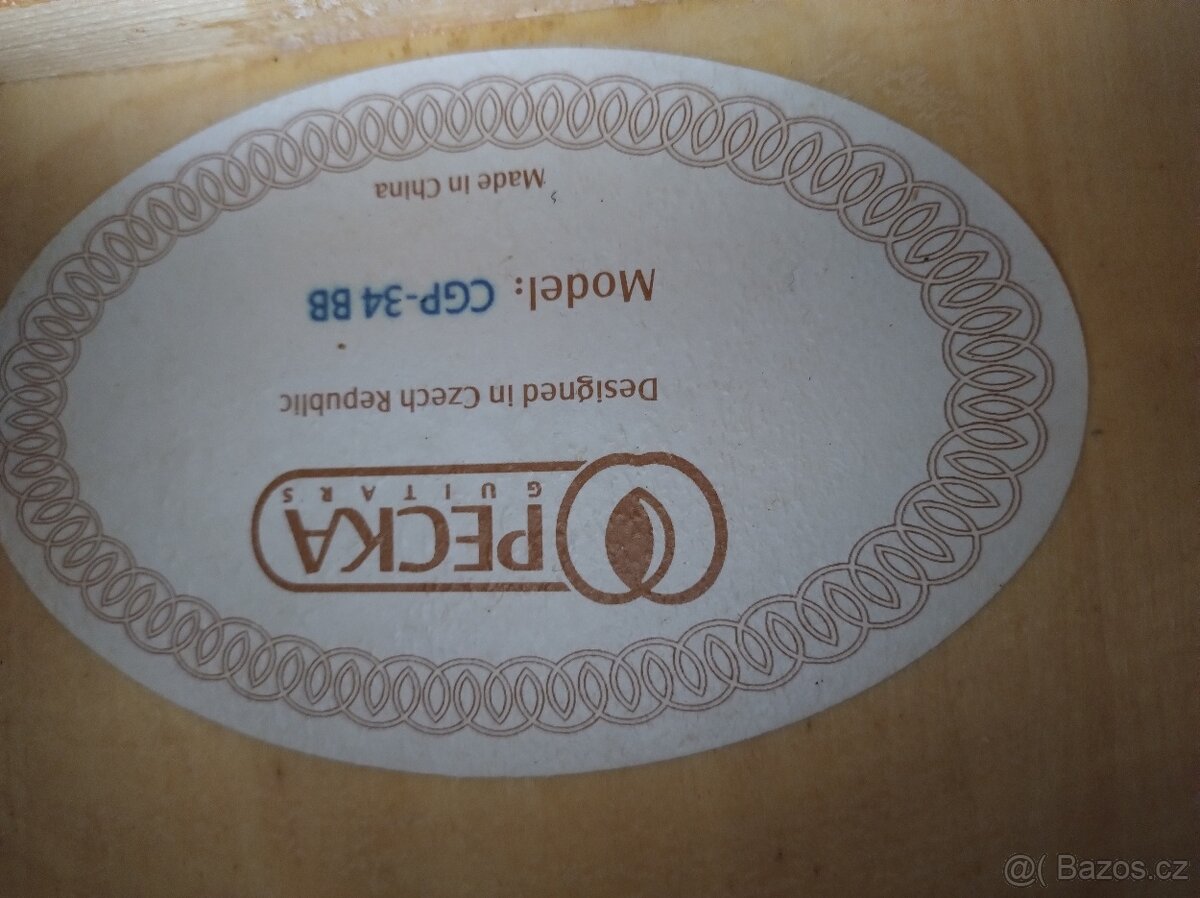 PECKA
GUITARS
Designed in Czech Republic
Model: CGP-34 BB
Made in China
@( Bazos.cz